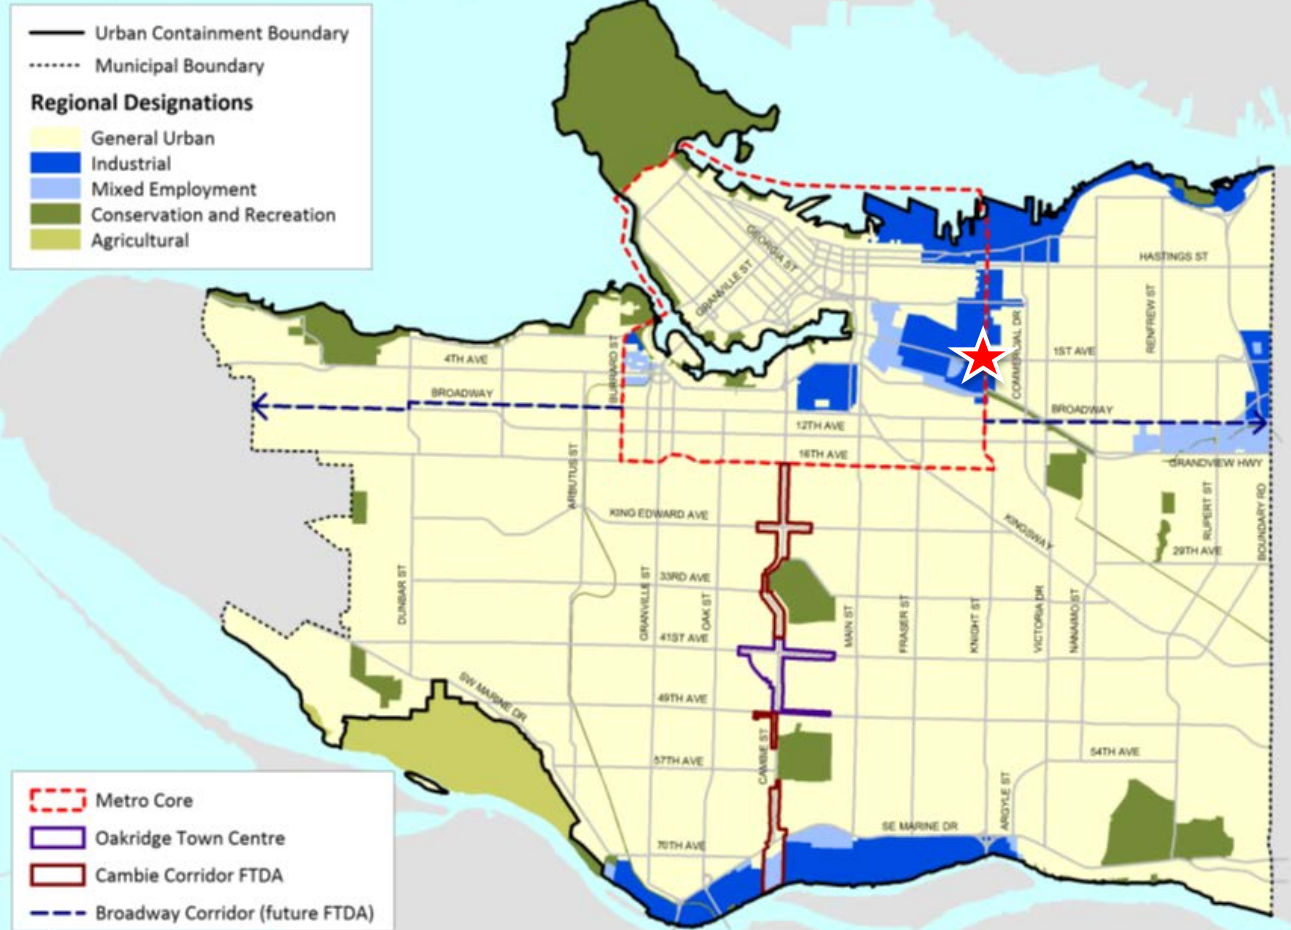 Urban Containment Boundary
Municipal Boundary
Regional Designations
General Urban
Industrial
Mixed Employment
Conservation and Recreation
Agricultural
GEORGIA ST
GRANVILLE ST
HASTINGS ST
RENFREW ST
COMMERCIAL DR
1ST AVE
4TH AVE
BURRARD ST
BROADWAY
BROADWAY
12TH AVE
16TH AVE
GRANDVIEW HWY
ARBUTUS ST
KING EDWARD AVE
KINGSWAY
RUPERT ST
BOUNDARY RD
29TH AVE
33RD AVE
DUNBAR ST
GRANVILLE ST
OAK ST
MAIN ST
FRASER ST
KNIGHT ST
VICTORIA DR
NANAIMO ST
41ST AVE
49TH AVE
SW MARINE DR
CAMBIE ST
57TH AVE
54TH AVE
ARGYLE ST
SE MARINE DR
70TH AVE
Metro Core
Oakridge Town Centre
Cambie Corridor FTDA
Broadway Corridor (future FTDA)